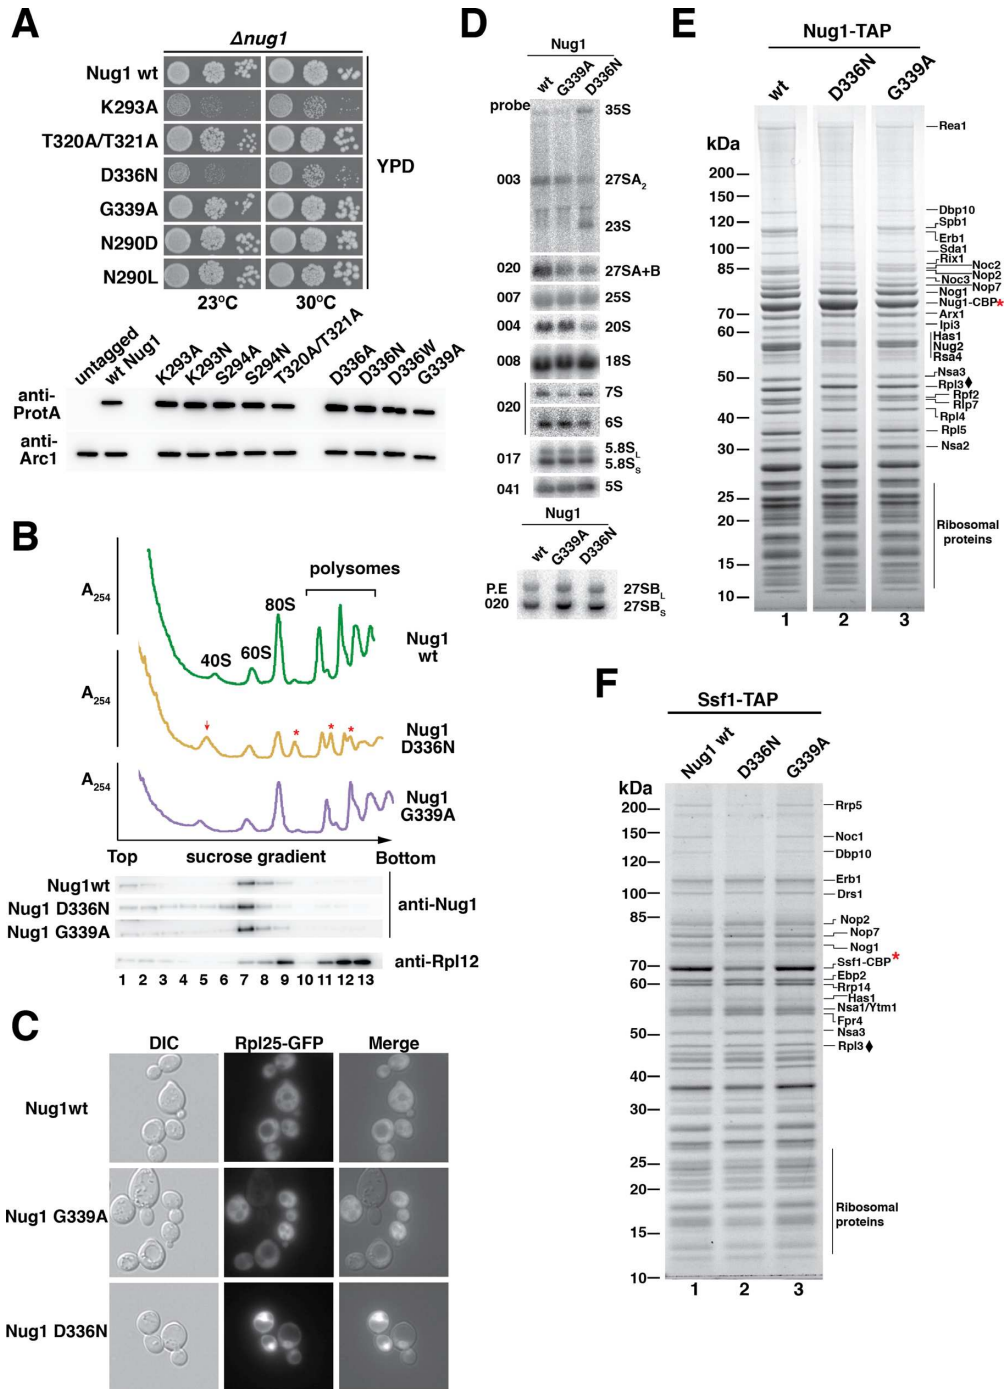 A
Δnug1
Nug1 wt
K293A
T320A/T321A
D336N
G339A
N290D
N290L
YPD
23°C 30°C
untagged wt Nug1 K293A K293N S294A S294N T320A/T321A D336A D336N D336W G339A
anti-
ProtA
anti-
Arc1
B
A254
40S 60S 80S polysomes
Nug1
wt
A254
* * *
Nug1
D336N
A254
Nug1
G339A
Top sucrose gradient Bottom
Nug1wt
Nug1 D336N
Nug1 G339A
anti-Nug1
anti-Rpl12
1 2 3 4 5 6 7 8 9 10 11 12 13
C
DIC Rpl25-GFP Merge
Nug1wt
Nug1 G339A
Nug1 D336N
D
Nug1
wt G339A D336N
probe
35S
003 27SA2
23S
020 27SA+B
007 25S
004 20S
008 18S
020 7S
6S
017 5.8SL
5.8SS
041 5S
Nug1
wt G339A D336N
P.E 27SBL
020 27SBS
E
Nug1-TAP
wt D336N G339A
kDa
200
150
120
100
85
70
60
50
40
30
25
20
15
10
Rea1
Dbp10
Spb1
Erb1
Sda1
Rix1
Noc2
Nop2
Noc3
Nop7
Nog1
Nug1-CBP*
Arx1
Ipi3
Has1
Nug2
Rsa4
Nsa3
Rpl3♦
Rpf2
Rlp7
Rpl4
Rpl5
Nsa2
Ribosomal
proteins
1 2 3
F
Ssf1-TAP
Nug1 wt D336N G339A
kDa
200
150
120
100
85
70
60
50
40
30
25
20
15
10
Rrp5
Noc1
Dbp10
Erb1
Drs1
Nop2
Nop7
Nog1
Ssf1-CBP*
Ebp2
Rrp14
Has1
Nsa1/Ytm1
Fpr4
Nsa3
Rpl3♦
Ribosomal
proteins
1 2 3